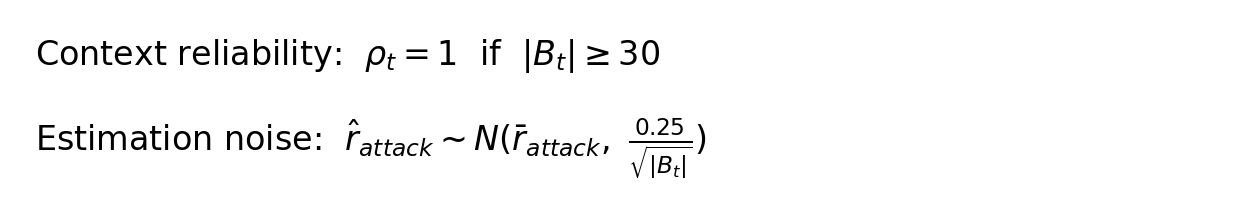 Context reliability: ρ_t = 1 if |B_t| ≥ 30
Estimation noise: r̂_attack ∼ N(r̄_attack, 0.25/√|B_t|)